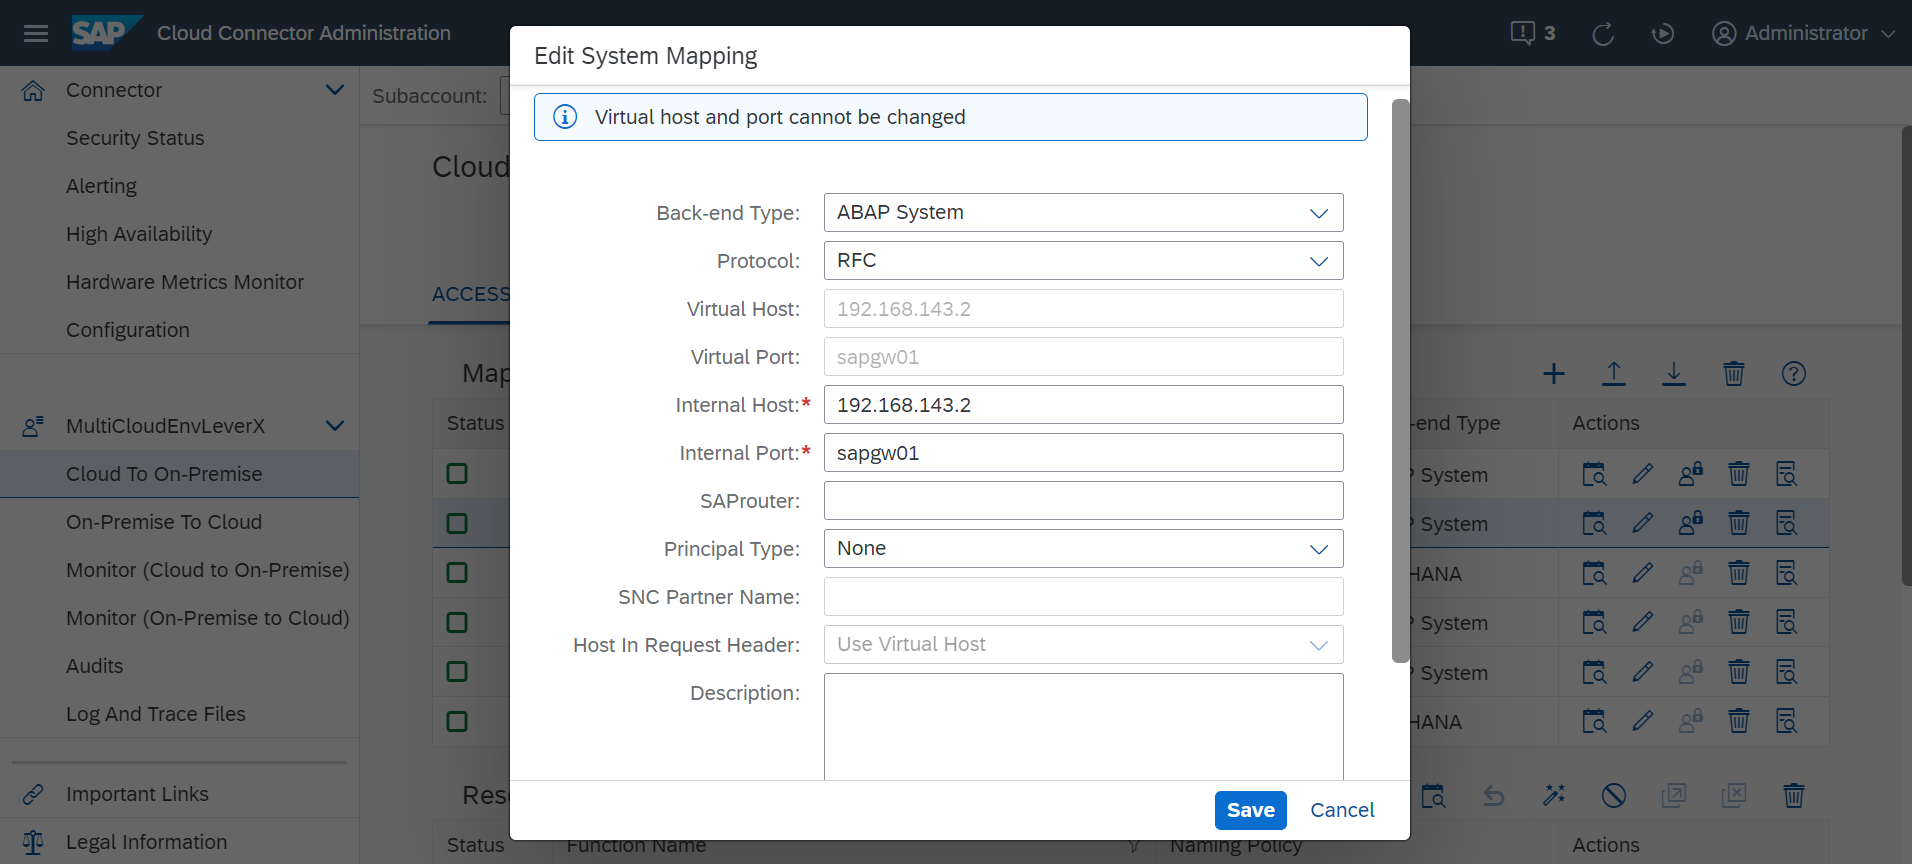 SAP
Cloud Connector Administration
3
Administrator
Connector
Security Status
Alerting
High Availability
Hardware Metrics Monitor
Configuration
MultiCloudEnvLeverX
Cloud To On-Premise
On-Premise To Cloud
Monitor (Cloud to On-Premise)
Monitor (On-Premise to Cloud)
Audits
Log And Trace Files
Important Links
Legal Information
Subaccount:
Cloud
ACCESS
Status
Edit System Mapping
Virtual host and port cannot be changed
Back-end Type: ABAP System
Protocol: RFC
Virtual Host: 192.168.143.2
Virtual Port: sapgw01
Internal Host:* 192.168.143.2
Internal Port:* sapgw01
SAProuter:
Principal Type: None
SNC Partner Name:
Host In Request Header: Use Virtual Host
Description:
Save Cancel
-end Type Actions
System
System
HANA
System
System
HANA
Status Function Name Naming Policy Actions